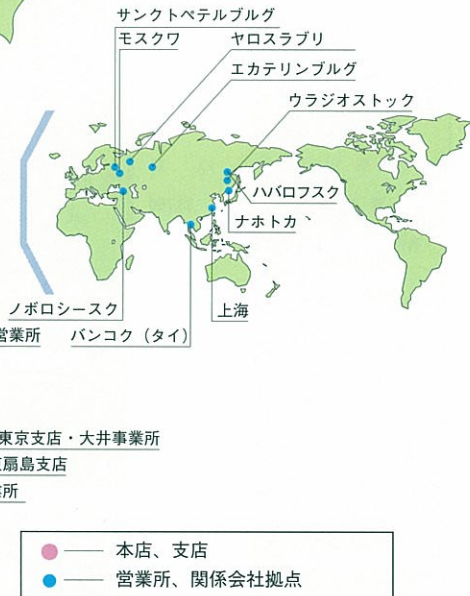 サンクトペテルブルグ
モスクワ
ヤロスラブリ
エカテリンブルグ
ウラジオストック
ハバロフスク
ナホトカ
ノボロシースク
営業所
バンコク（タイ）
上海
東京支店・大井事業所
扇島支店
所
本店、支店
営業所、関係会社拠点